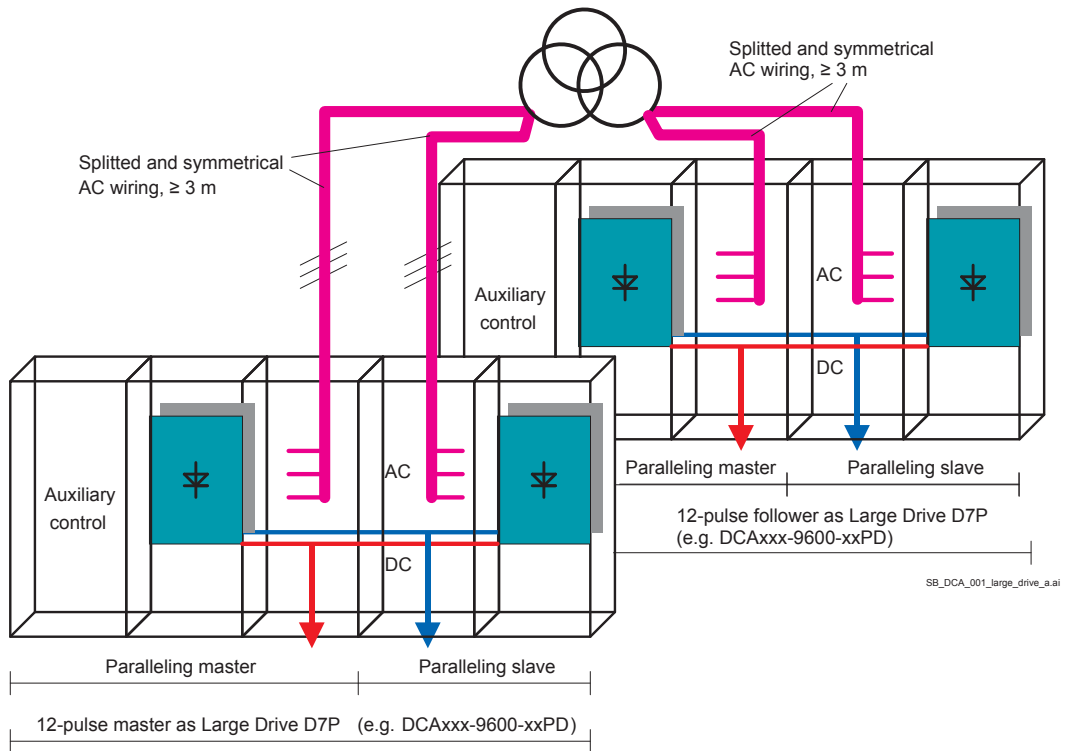 Splitted and symmetrical
AC wiring, ≥ 3 m
Splitted and symmetrical
AC wiring, ≥ 3 m
AC
Auxiliary
control
DC
Paralleling master
Paralleling slave
12-pulse follower as Large Drive D7P
(e.g. DCAxxx-9600-xxPD)
SB_DCA_001_large_drive_a.ai
AC
Auxiliary
control
DC
Paralleling master
Paralleling slave
12-pulse master as Large Drive D7P (e.g. DCAxxx-9600-xxPD)